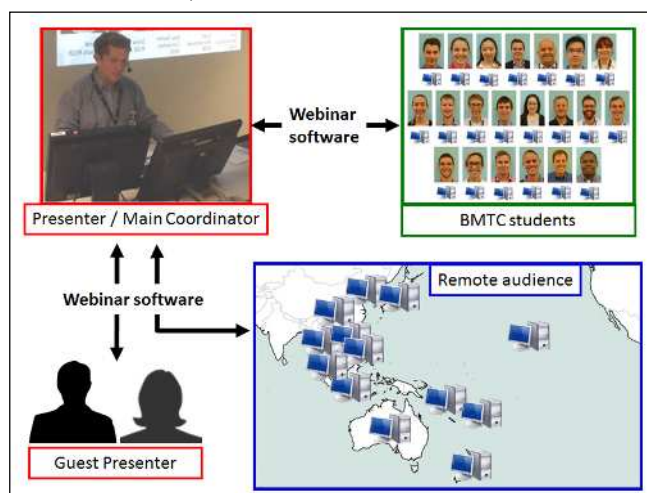 Webinar
software
Presenter / Main Coordinator
BMTC students
Webinar software
Remote audience
Guest Presenter